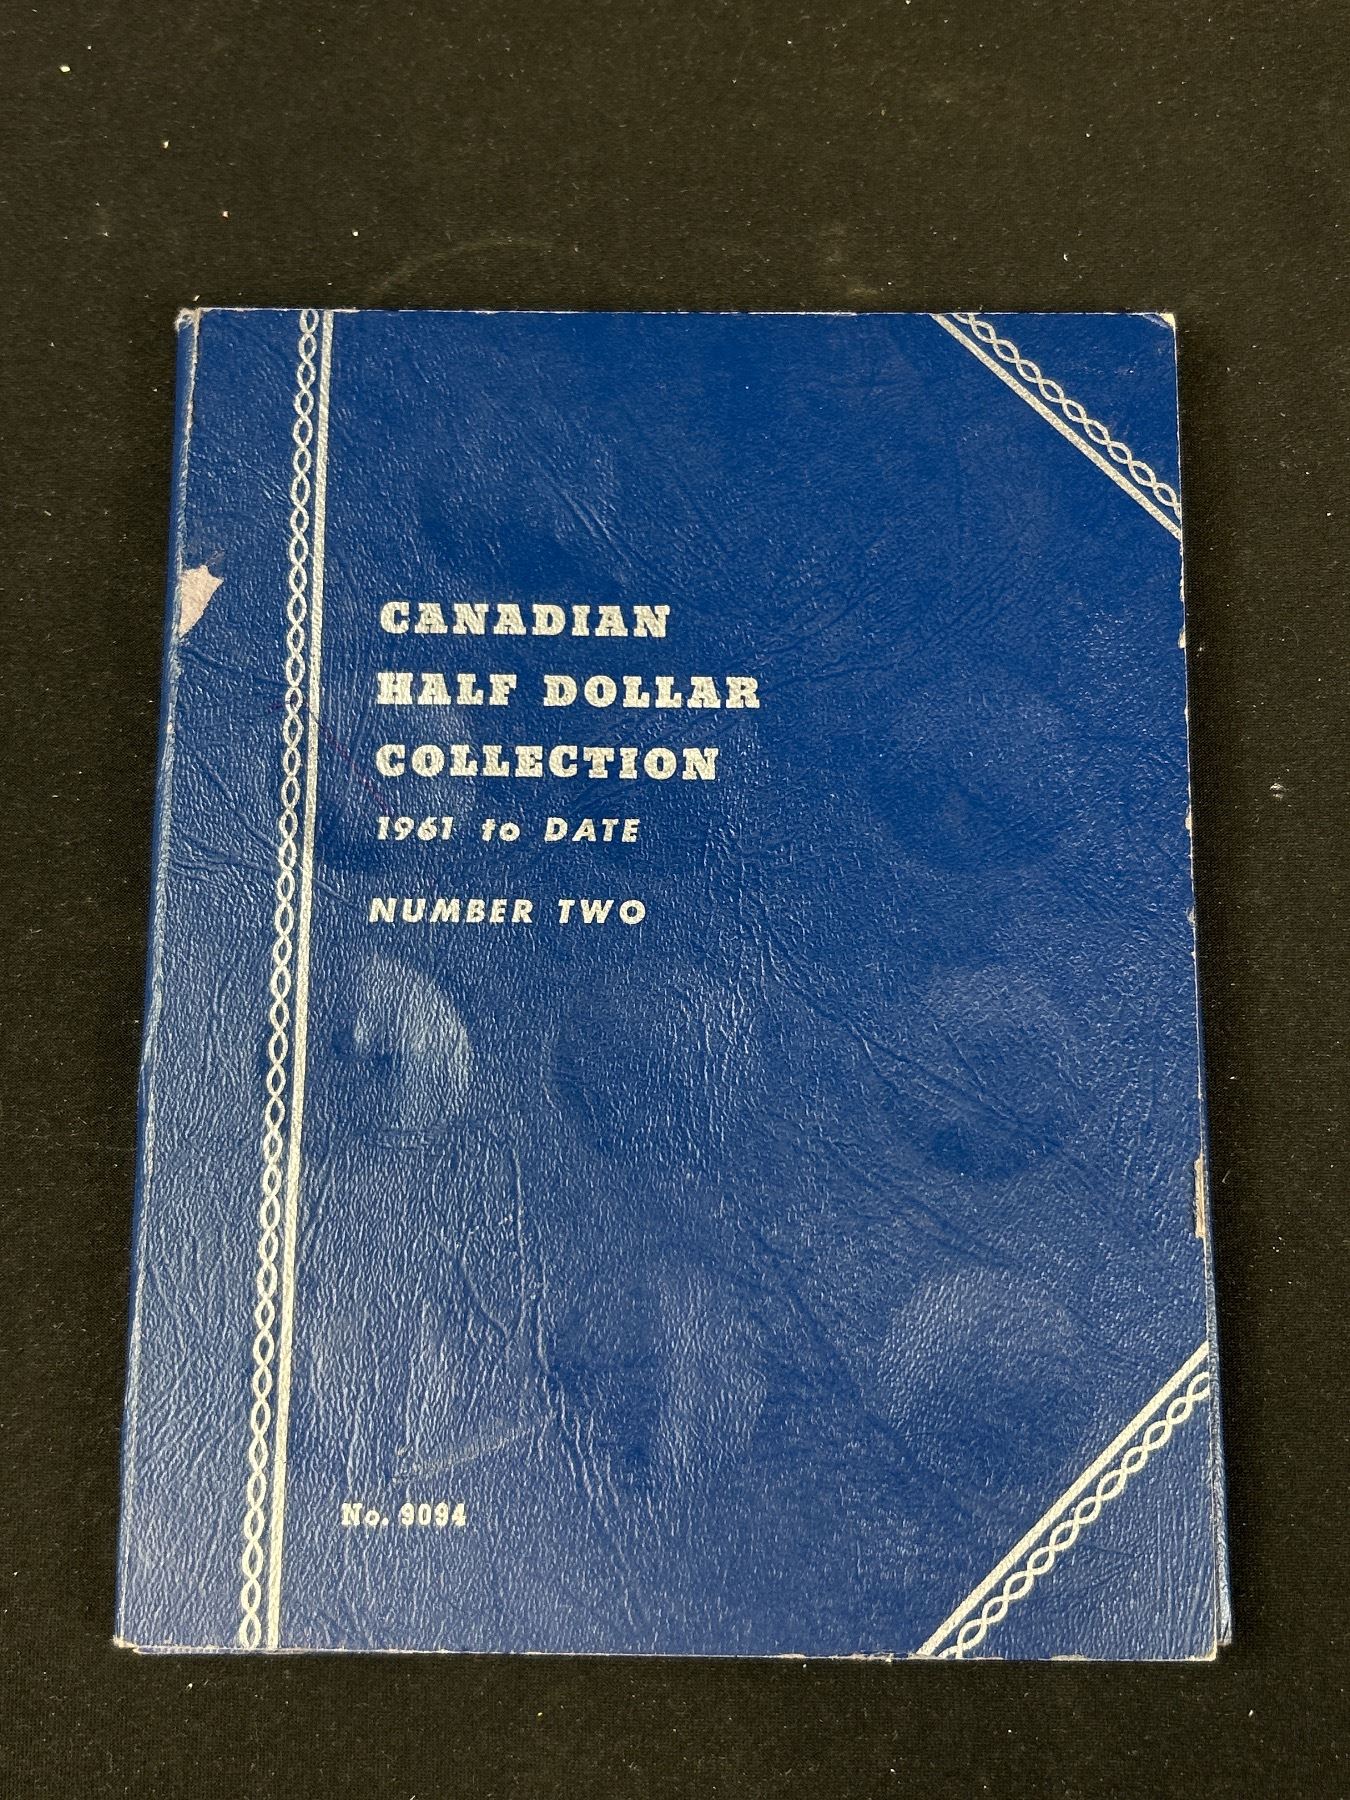 CANADIAN
HALF DOLLAR
COLLECTION
1961 to DATE
NUMBER TWO
No. 9094